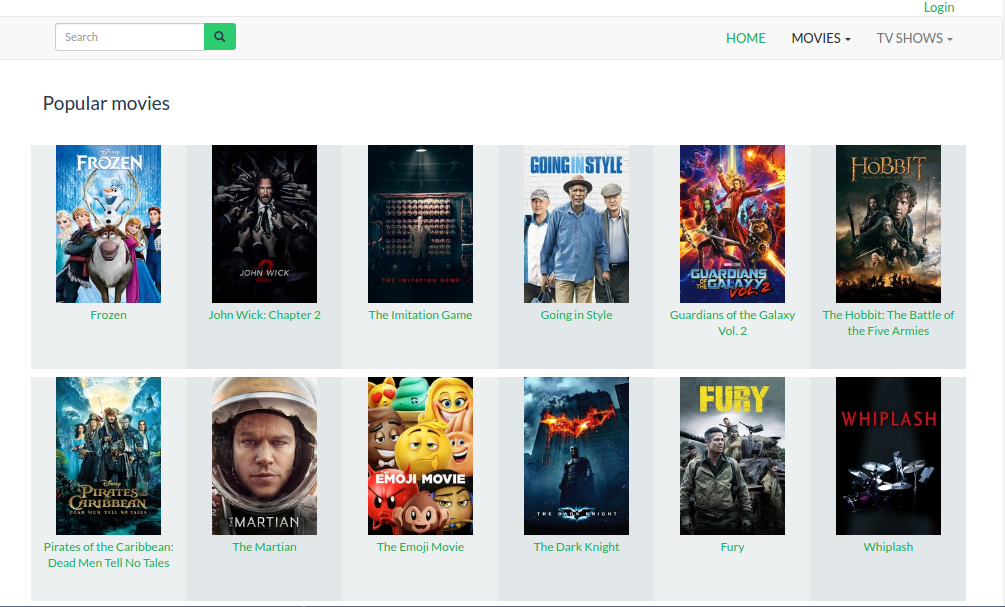 Login
Search
HOME
MOVIES
TV SHOWS
Popular movies
Disney
FROZEN
JOHN WICK
2
THE IMITATION GAME
GOING IN STYLE
GUARDIANS
OF THE GALAXY
VOL. 2
THE
HOBBIT
Frozen
John Wick: Chapter 2
The Imitation Game
Going in Style
Guardians of the Galaxy
Vol. 2
The Hobbit: The Battle of
the Five Armies
Disney
PIRATES OF THE
CARIBBEAN
DEAD MEN TELL NO TALES
THE MARTIAN
EMOJI MOVIE
THE DARK KNIGHT
FURY
WHIPLASH
Pirates of the Caribbean:
Dead Men Tell No Tales
The Martian
The Emoji Movie
The Dark Knight
Fury
Whiplash